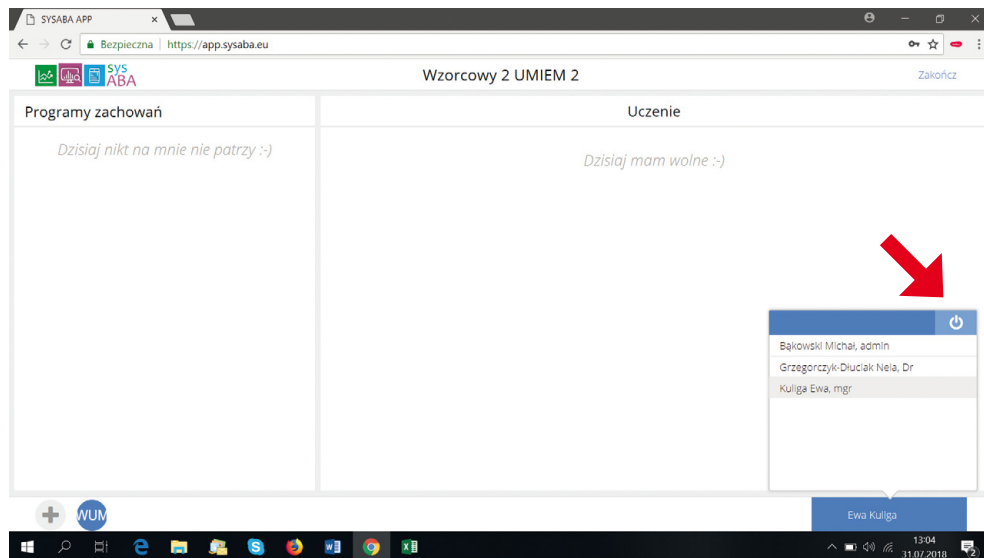 SYSABA APP
Bezpieczna https://app.sysaba.eu
sys
ABA
Wzorcowy 2 UMIEM 2
Zakończ
Programy zachowań
Uczenie
Dzisiaj nikt na mnie nie patrzy :-)
Dzisiaj mam wolne :-)
Bąkowski Michał, admin
Grzegorczyk-Dłuciak Nela, Dr
Kuliga Ewa, mgr
WUM
Ewa Kuliga
13:04
31.07.2018